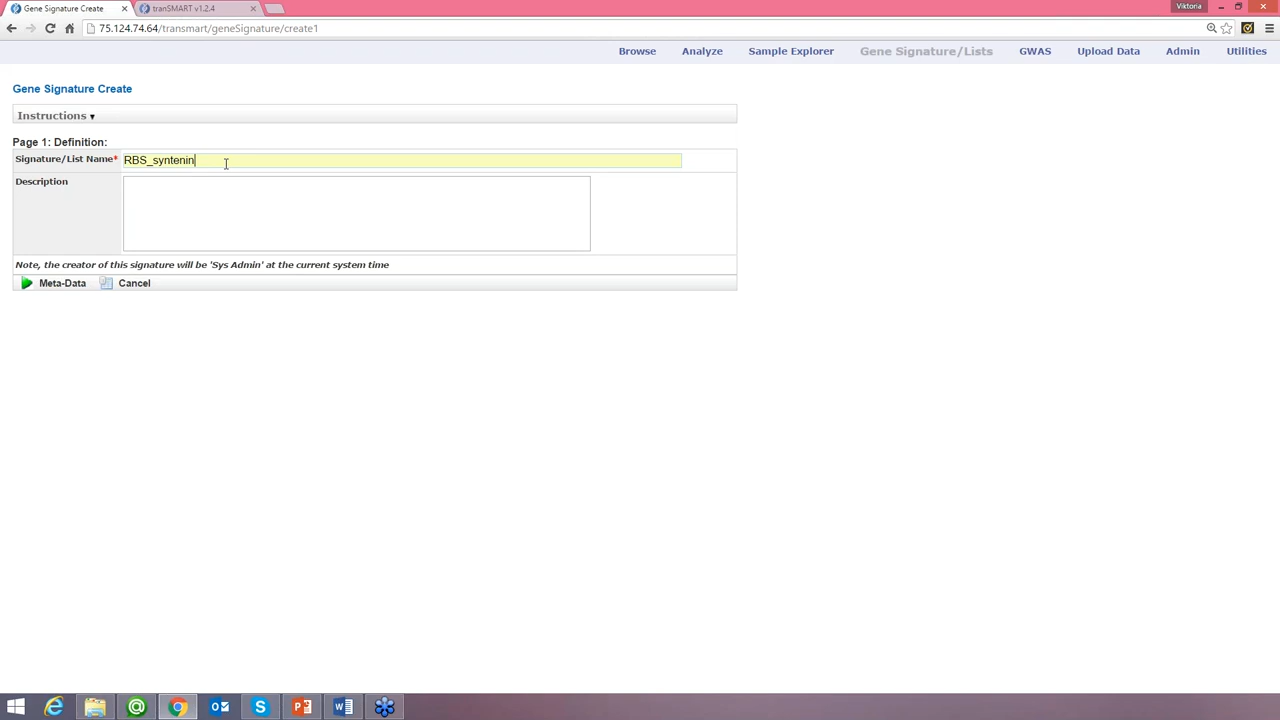 Gene Signature Create
tranSMART v1.2.4
Viktoria
75.124.74.64/transmart/geneSignature/create1
Browse Analyze Sample Explorer Gene Signature/Lists GWAS Upload Data Admin Utilities
Gene Signature Create
Instructions ▼
Page 1: Definition:
Signature/List Name* RBS_syntenin
Description
Note, the creator of this signature will be 'Sys Admin' at the current system time
Meta-Data Cancel